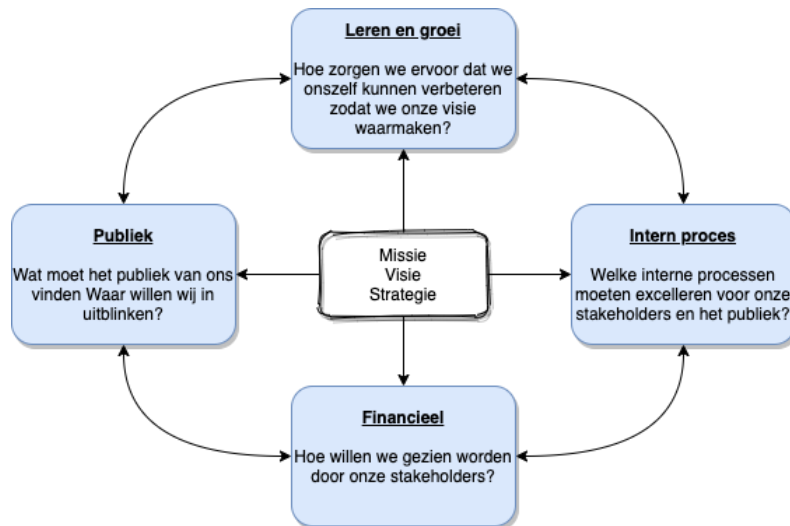 Leren en groei
Hoe zorgen we ervoor dat we
onszelf kunnen verbeteren
zodat we onze visie
waarmaken?
Publiek
Wat moet het publiek van ons
vinden Waar willen wij in
uitblinken?
Missie
Visie
Strategie
Intern proces
Welke interne processen
moeten excelleren voor onze
stakeholders en het publiek?
Financieel
Hoe willen we gezien worden
door onze stakeholders?